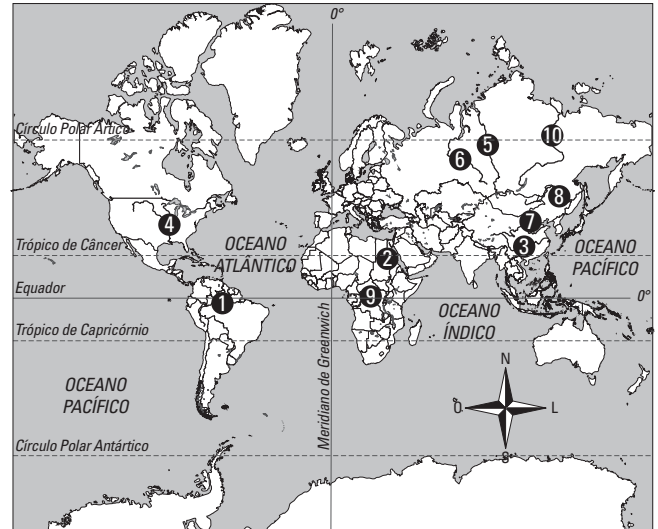 0°
Círculo Polar Ártico
10
5
6
8
4
7
Trópico de Câncer
OCEANO
ATLÂNTICO
3
OCEANO
PACÍFICO
2
Equador
1
9
0°
OCEANO
ÍNDICO
Trópico de Capricórnio
Meridiano de Greenwich
OCEANO
PACÍFICO
N
O
L
S
Círculo Polar Antártico